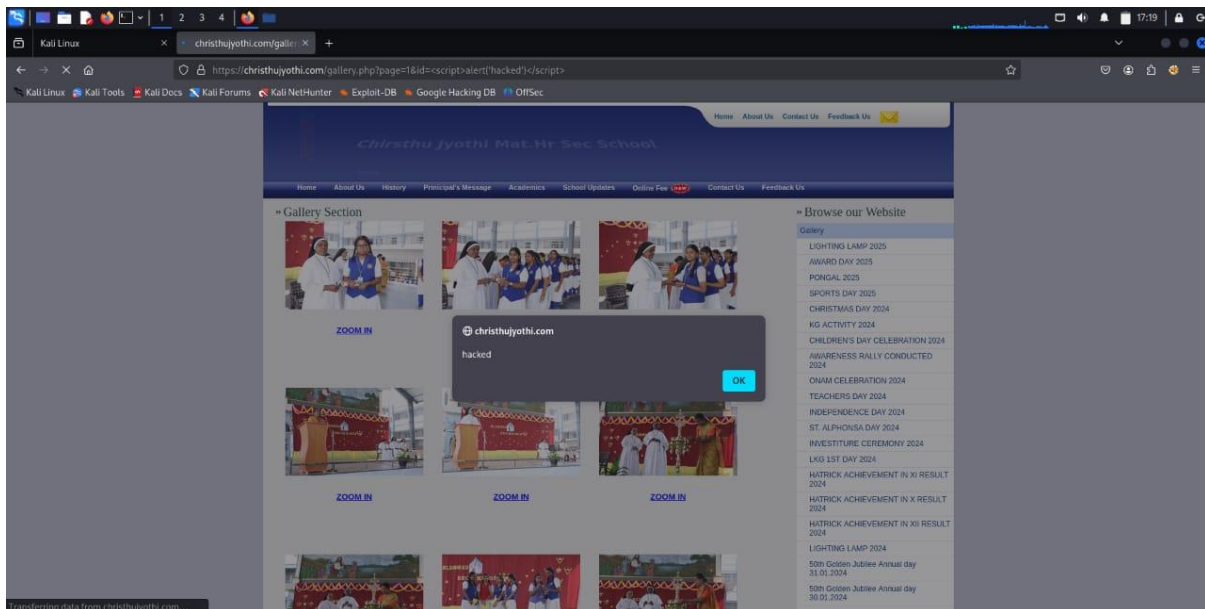 1 2 3 4
17:19
Kali Linux ×
christhujyothi.com/galler ×
https://christhujyothi.com/gallery.php?page=1&id=<script>alert('hacked')</script>
Kali Linux Kali Tools Kali Docs Kali Forums Kali NetHunter Exploit-DB Google Hacking DB OffSec
Home About Us Contact Us Feedback Us
Chirsthu Jyothi Mat.Hr Sec School
Home About Us History Principal's Message Academics School Updates Online Fee Contact Us Feedback Us
» Gallery Section
ZOOM IN
ZOOM IN ZOOM IN ZOOM IN
christhujyothi.com
hacked
OK
» Browse our Website
Gallery
LIGHTING LAMP 2025
AWARD DAY 2025
PONGAL 2025
SPORTS DAY 2025
CHRISTMAS DAY 2024
KG ACTIVITY 2024
CHILDREN'S DAY CELEBRATION 2024
AWARENESS RALLY CONDUCTED
2024
ONAM CELEBRATION 2024
TEACHERS DAY 2024
INDEPENDENCE DAY 2024
ST. ALPHONSA DAY 2024
INVESTITURE CEREMONY 2024
LKG 1ST DAY 2024
HATRICK ACHIEVEMENT IN XI RESULT
2024
HATRICK ACHIEVEMENT IN X RESULT
2024
HATRICK ACHIEVEMENT IN XII RESULT
2024
LIGHTING LAMP 2024
50th Golden Jubilee Annual day
31.01.2024
50th Golden Jubilee Annual day
30.01.2024
Transferring data from christhujyothi.com